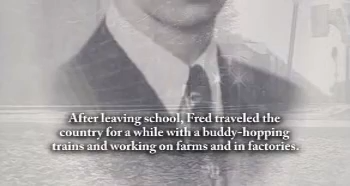 After leaving school, Fred traveled the
country for a while with a buddy-hopping
trains and working on farms and in factories.